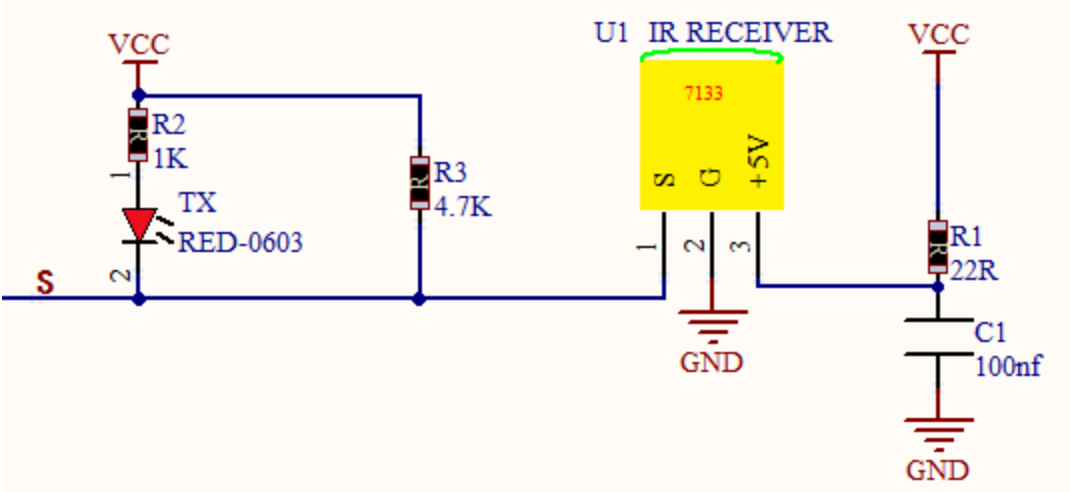 U1 IR RECEIVER
VCC
VCC
7133
R
R2
1K
1
TX
RED-0603
2
R
R3
4.7K
S
G
+5V
1
2
3
R
R1
22R
S
GND
C1
100nf
GND